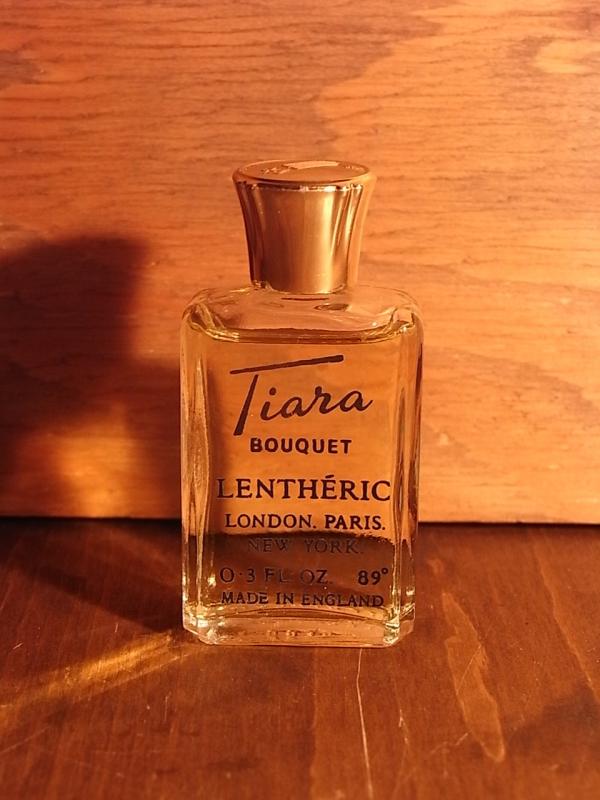 Tiara
BOUQUET
LENTHÉRIC
LONDON. PARIS.
NEW YORK.
0·3 FL. OZ. 89°
MADE IN ENGLAND